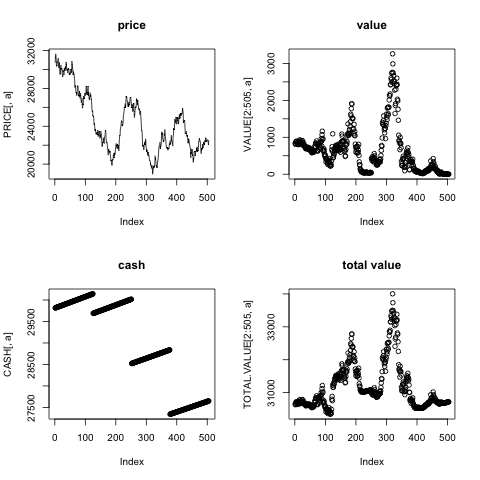 price
PRICE[, a]
20000 22000 24000 28000 32000
0 100 200 300 400 500
Index
value
VALUE[2:505, a]
0 1000 2000 3000
0 100 200 300 400 500
Index
cash
CASH[, a]
27500 28500 29500
0 100 200 300 400 500
Index
total value
TOTAL.VALUE[2:505, a]
31000 33000
0 100 200 300 400 500
Index